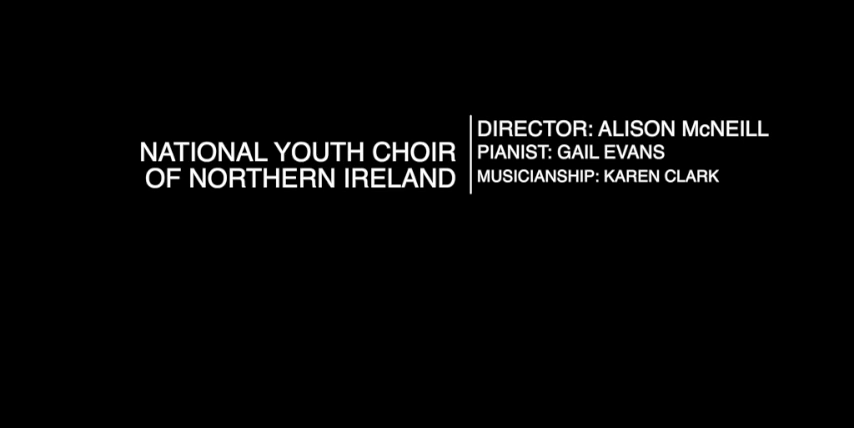 NATIONAL YOUTH CHOIR
OF NORTHERN IRELAND
DIRECTOR: ALISON McNEILL
PIANIST: GAIL EVANS
MUSICIANSHIP: KAREN CLARK